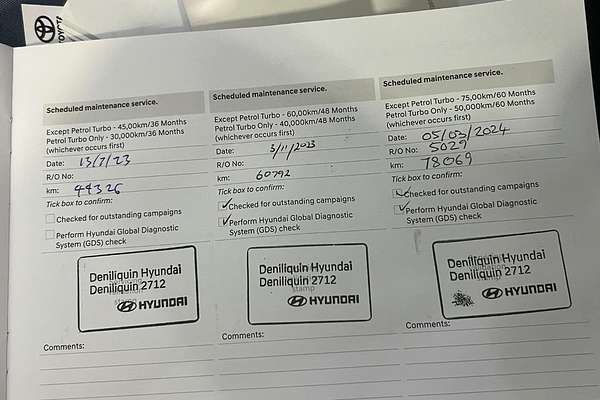 TOYOTA
Scheduled maintenance service.
Except Petrol Turbo - 45,00km/36 Months
Petrol Turbo Only - 30,000km/36 Months
(whichever occurs first)
Date: 13/7/23
R/O No:
km: 44326
Tick box to confirm:
Checked for outstanding campaigns
Perform Hyundai Global Diagnostic
System (GDS) check
Deniliquin Hyundai
Deniliquin 2712
stamp
HYUNDAI
Comments:
Scheduled maintenance service.
Except Petrol Turbo - 60,00km/48 Months
Petrol Turbo Only - 40,000km/48 Months
(whichever occurs first)
Date: 3/11/2023
R/O No:
km: 60792
Tick box to confirm:
Checked for outstanding campaigns
Perform Hyundai Global Diagnostic
System (GDS) check
Deniliquin Hyundai
Deniliquin 2712
stamp
HYUNDAI
Comments:
Scheduled maintenance service.
Except Petrol Turbo - 75,00km/60 Months
Petrol Turbo Only - 50,000km/60 Months
(whichever occurs first)
Date: 05/03/2024
R/O No: 5029
km: 78069
Tick box to confirm:
Checked for outstanding campaigns
Perform Hyundai Global Diagnostic
System (GDS) check
Deniliquin Hyundai
Deniliquin 2712
stamp
HYUNDAI
Comments: